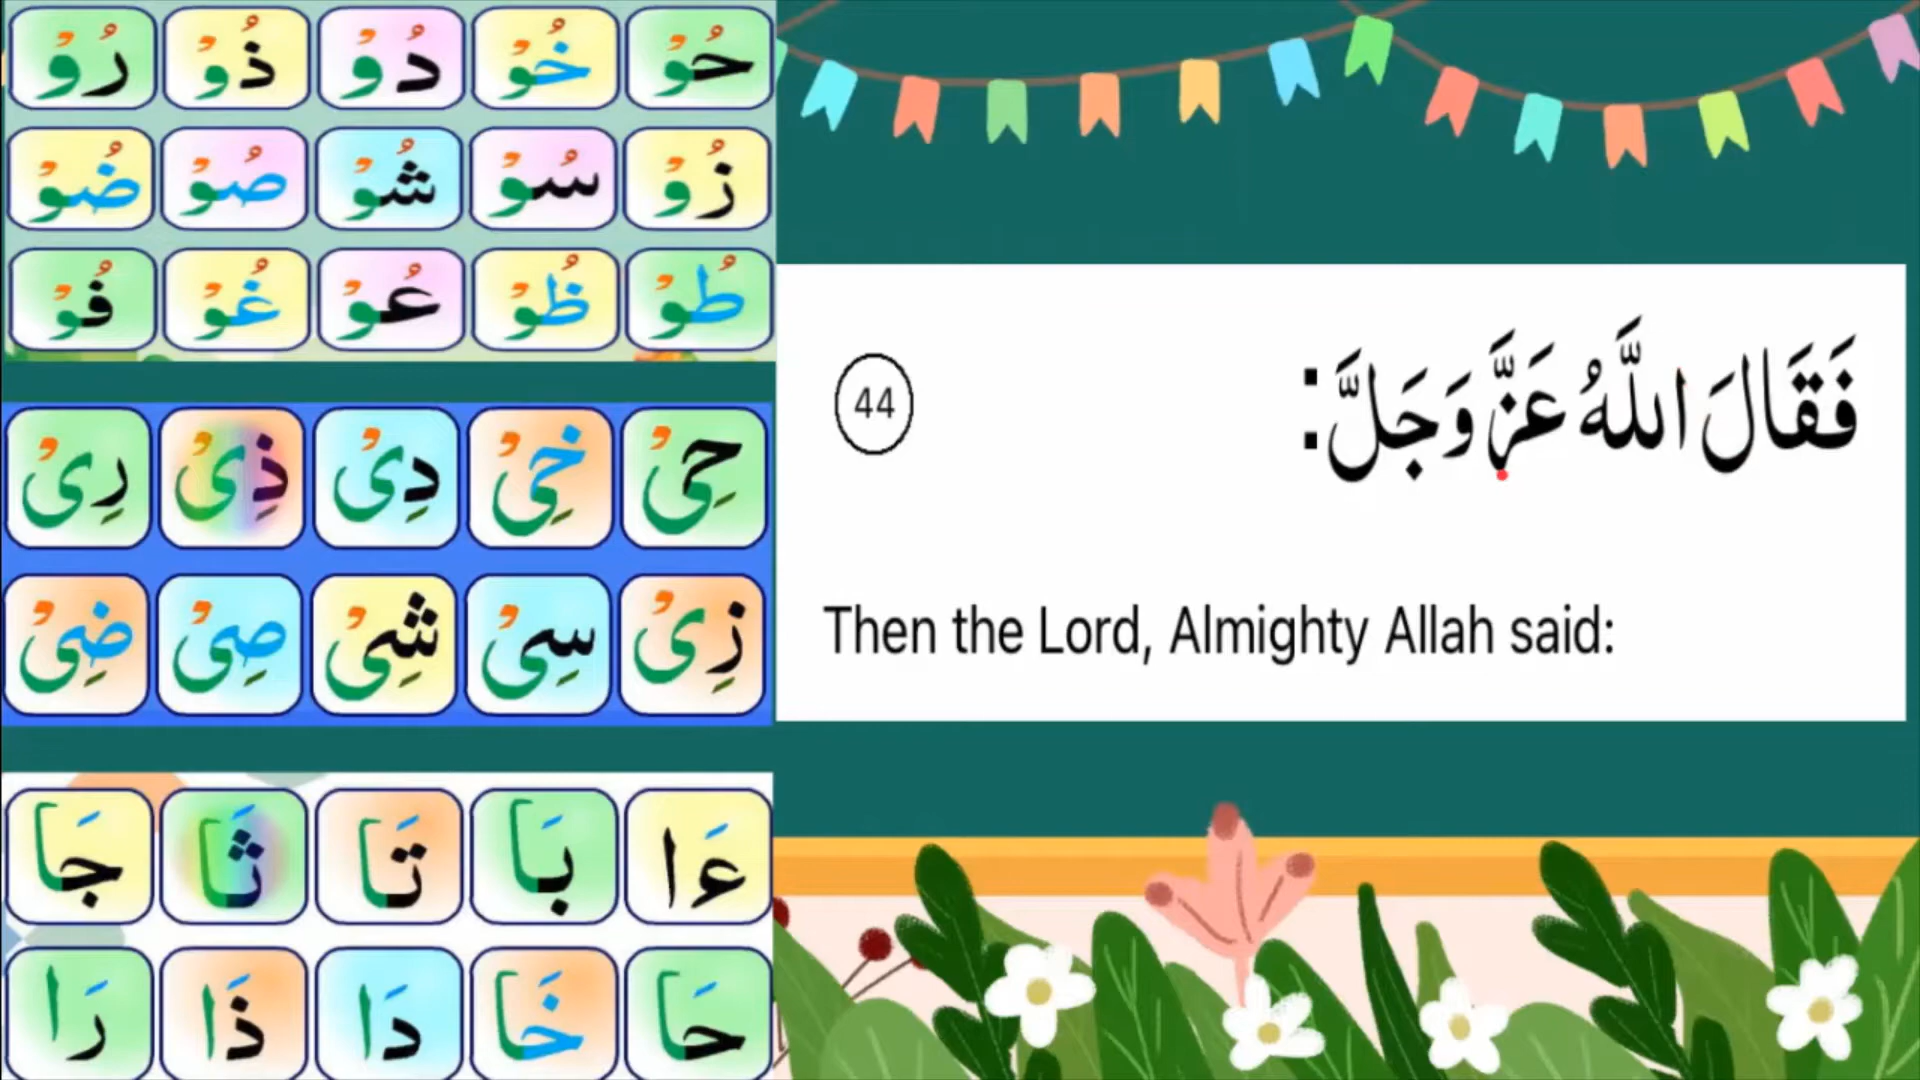 حُوْ خُوْ دُوْ ذُوْ رُوْ
زُوْ سُوْ شُوْ صُوْ ضُوْ
طُوْ ظُوْ عُوْ غُوْ فُوْ
حِىْ خِىْ دِىْ ذِىْ رِىْ
زِىْ سِىْ شِىْ صِىْ ضِىْ
ءَا بَا تَا ثَا جَا
حَا خَا دَا ذَا رَا
فَقَالَ اللَّهُ عَزَّ وَجَلَّ:
44
Then the Lord, Almighty Allah said: